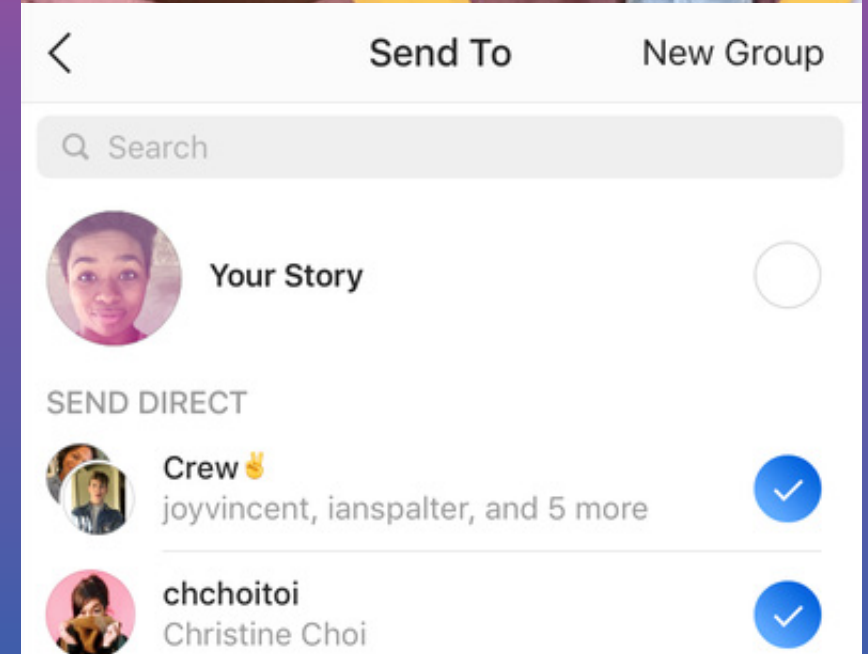 Send To New Group
Search
Your Story
SEND DIRECT
Crew✌️
joyvincent, ianspalter, and 5 more
chchoitoi
Christine Choi